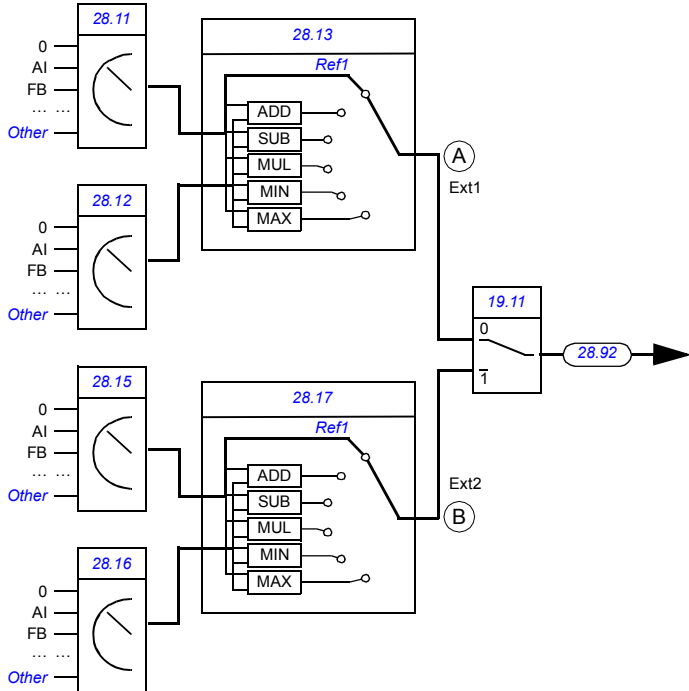 28.11
0
AI
FB
... ...
Other
28.12
0
AI
FB
... ...
Other
28.13
Ref1
ADD
SUB
MUL
MIN
MAX
A
Ext1
19.11
0
1
28.92
28.15
0
AI
FB
... ...
Other
28.16
0
AI
FB
... ...
Other
28.17
Ref1
ADD
SUB
MUL
MIN
MAX
Ext2
B